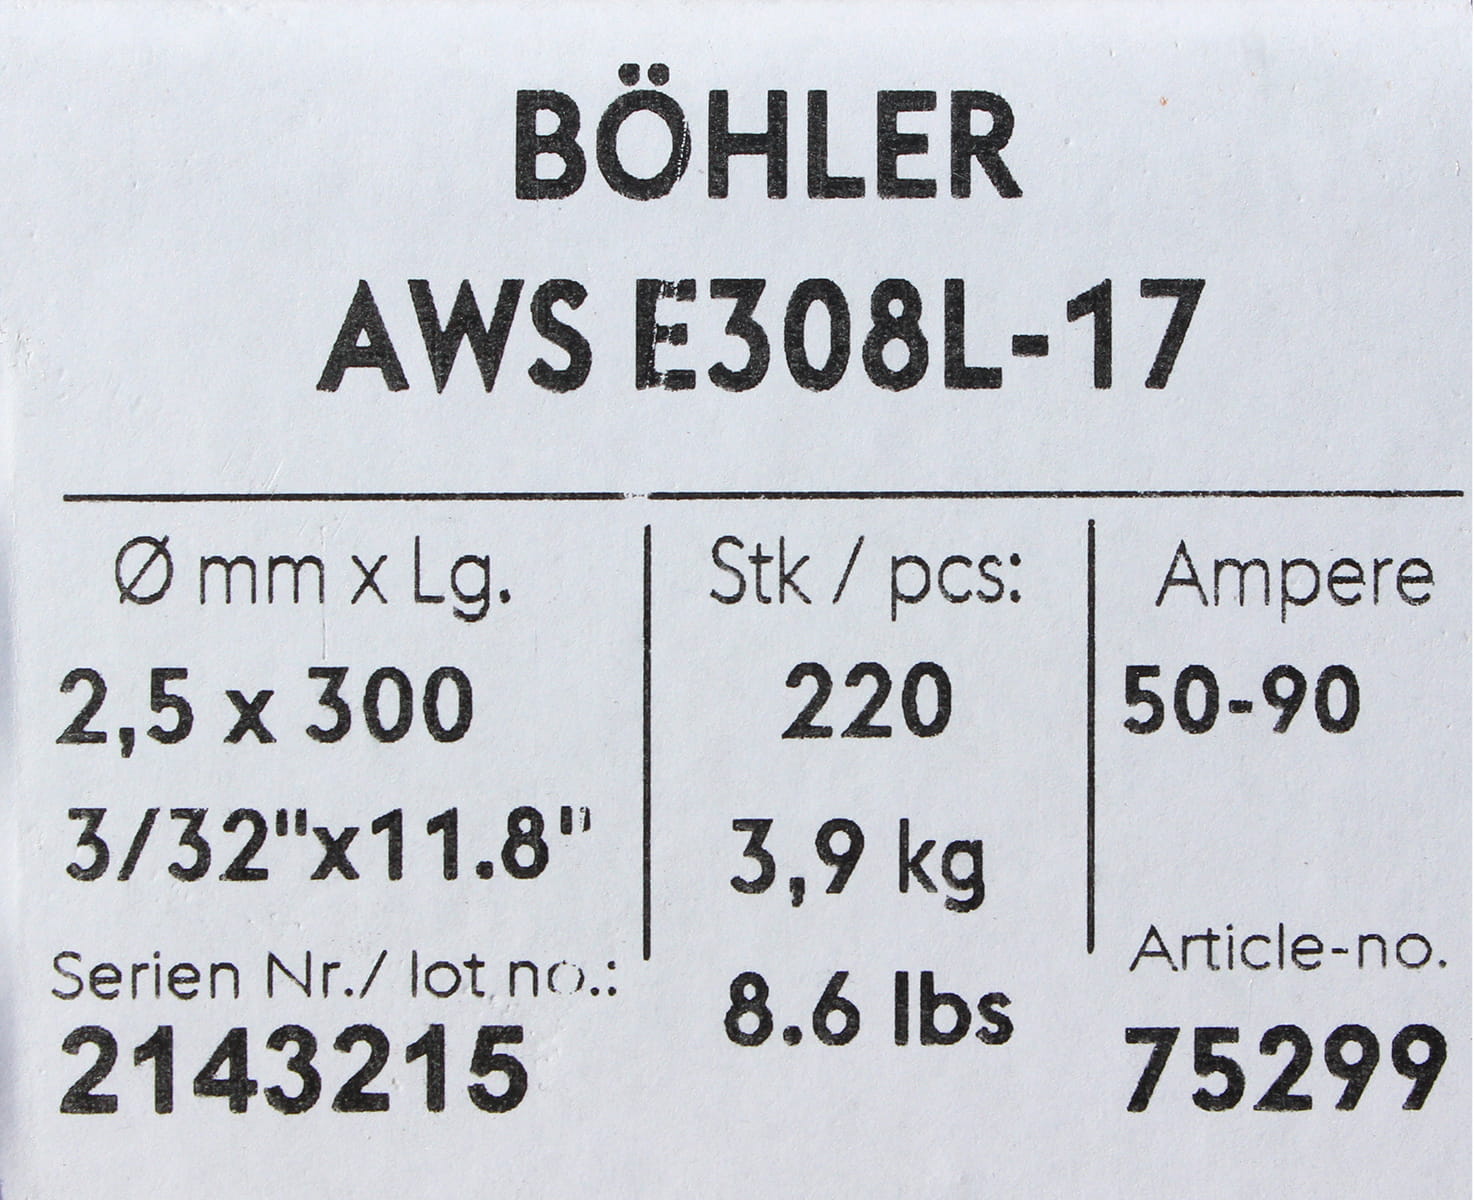 BÖHLER
AWS E308L-17
Ø mm x Lg.
2,5 x 300
3/32"x11.8"
Serien Nr./ lot no.:
2143215
Stk / pcs:
220
3,9 kg
8.6 lbs
Ampere
50-90
Article-no.
75299